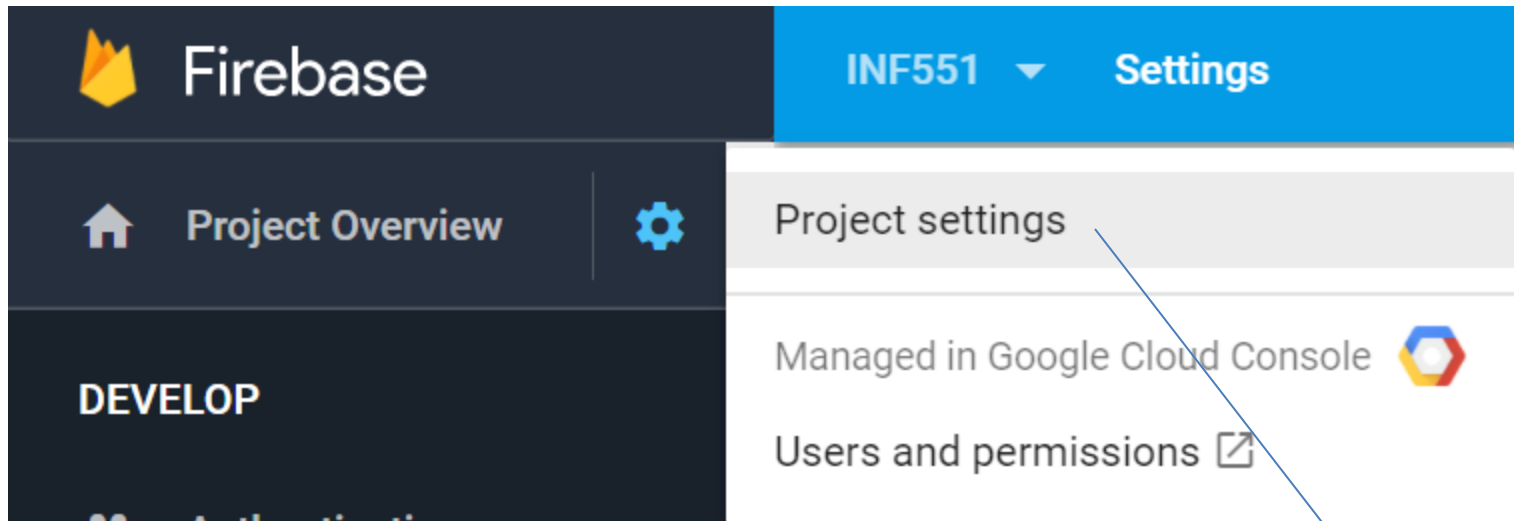 Firebase
INF551 Settings
Project Overview
Project settings
Managed in Google Cloud Console
DEVELOP
Users and permissions